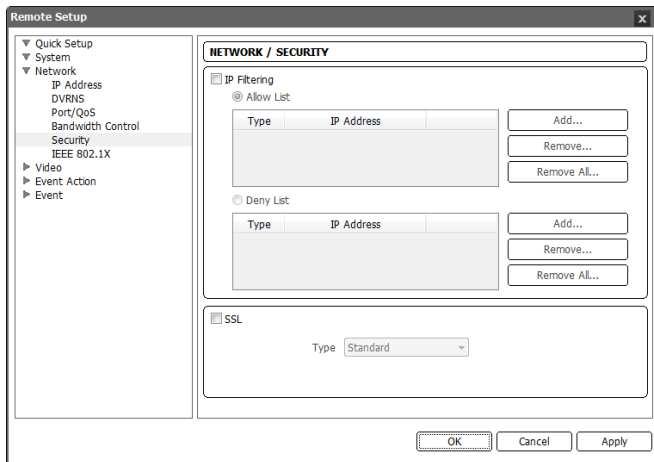 Remote Setup
x
Quick Setup
System
Network
IP Address
DVRNS
Port/QoS
Bandwidth Control
Security
IEEE 802.1X
Video
Event Action
Event
NETWORK / SECURITY
IP Filtering
Allow List
Type IP Address
Add...
Remove...
Remove All...
Deny List
Type IP Address
Add...
Remove...
Remove All...
SSL
Type Standard
OK Cancel Apply